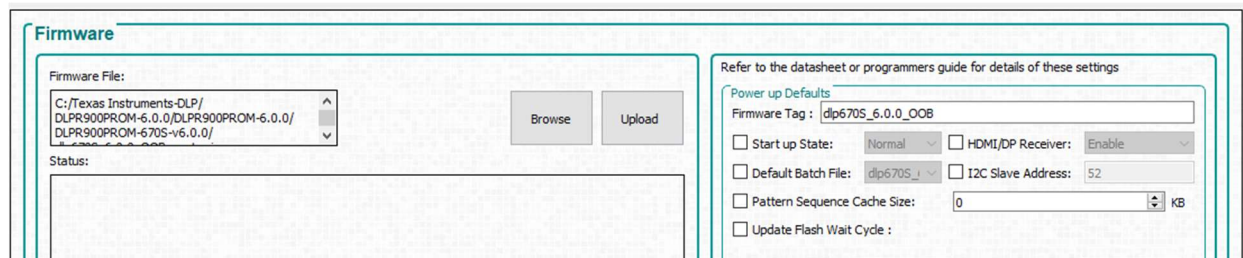 Firmware
Firmware File:
C:/Texas Instruments-DLP/
DLPR900PROM-6.0.0/DLPR900PROM-6.0.0/
DLPR900PROM-670S-v6.0.0/
Browse
Upload
Status:
Refer to the datasheet or programmers guide for details of these settings
Power up Defaults
Firmware Tag : dlp670S_6.0.0_OOB
Start up State: Normal HDMI/DP Receiver: Enable
Default Batch File: dlp670S_ I2C Slave Address: 52
Pattern Sequence Cache Size: 0 KB
Update Flash Wait Cycle :